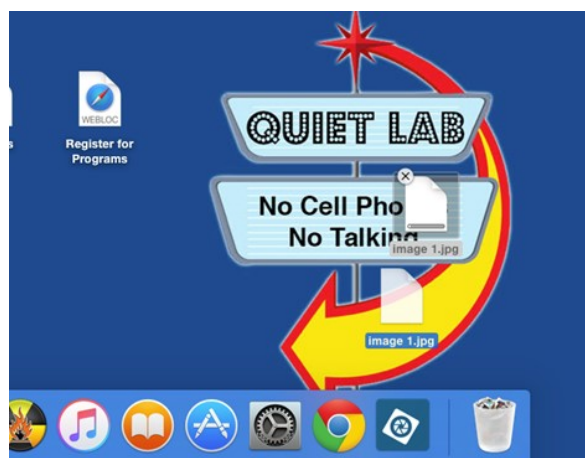 s
WEBLOC
Register for
Programs
QUIET LAB
No Cell Pho
No Talking
image 1.jpg
image 1.jpg